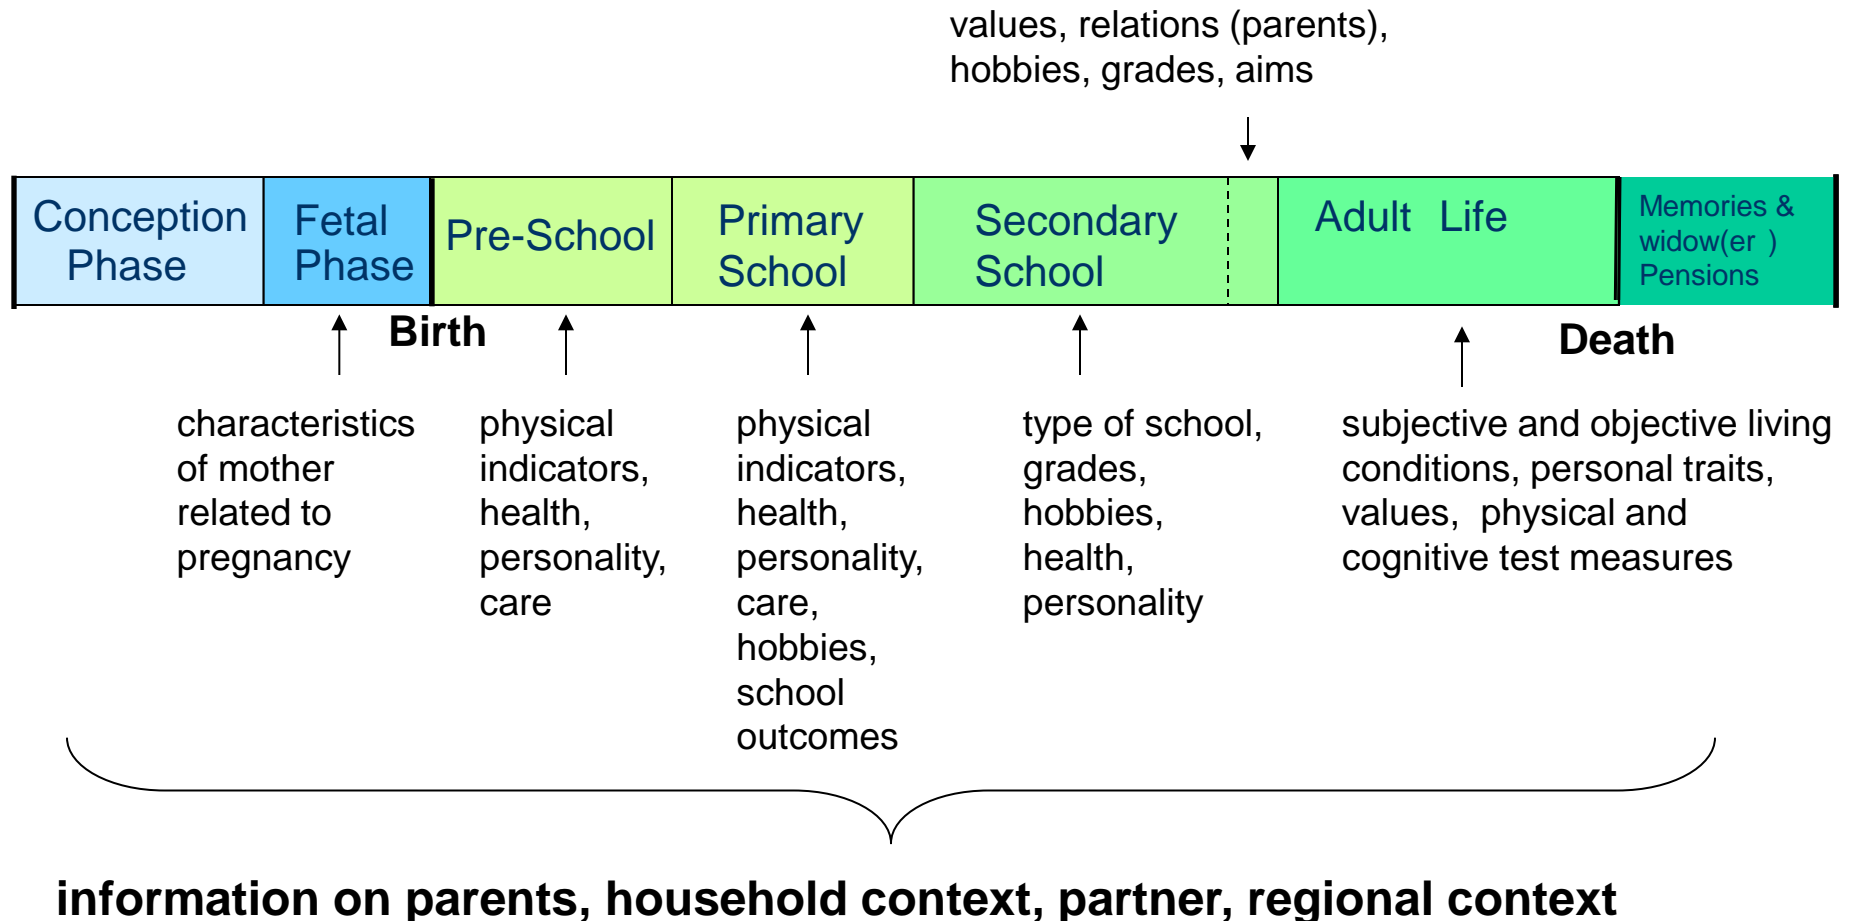 values, relations (parents),
hobbies, grades, aims
Conception
Phase
Fetal
Phase
Pre-School
Primary
School
Secondary
School
Adult Life
Memories &
widow(er )
Pensions
Birth
Death
characteristics
of mother
related to
pregnancy
physical
indicators,
health,
personality,
care
physical
indicators,
health,
personality,
care,
hobbies,
school
outcomes
type of school,
grades,
hobbies,
health,
personality
subjective and objective living
conditions, personal traits,
values, physical and
cognitive test measures
information on parents, household context, partner, regional context